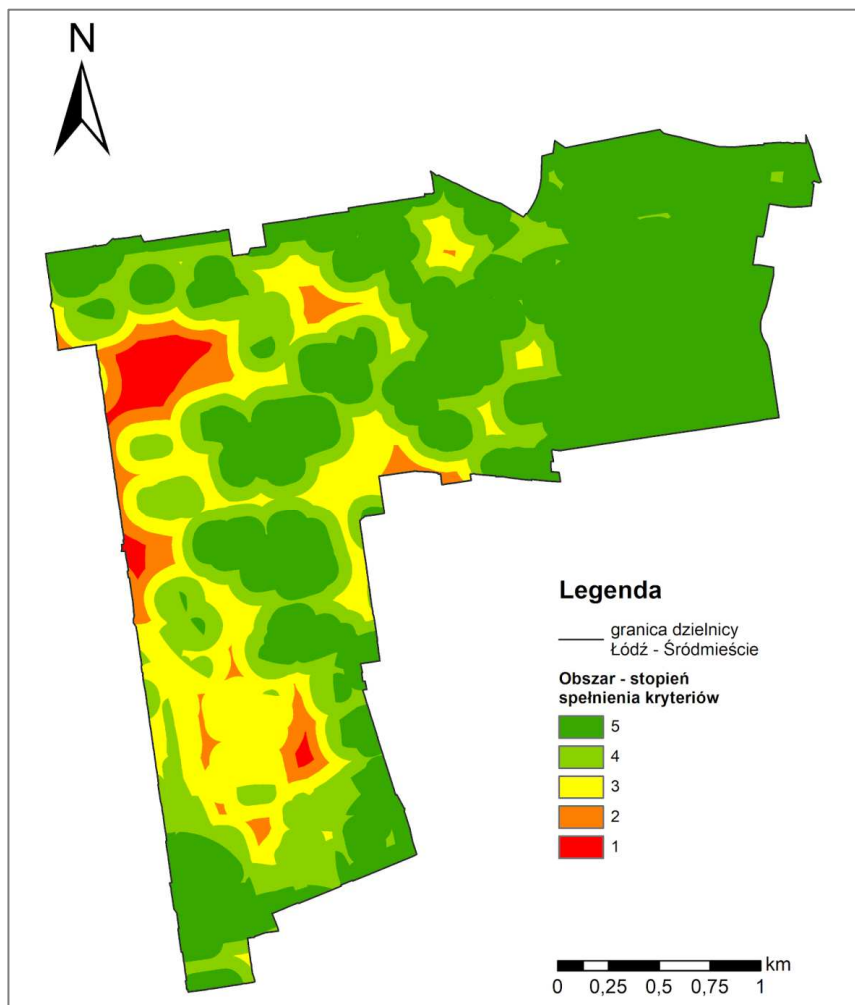 N
Legenda
granica dzielnicy
Łódź - Śródmieście
Obszar - stopień
spełnienia kryteriów
5
4
3
2
1
km
0 0,25 0,5 0,75 1